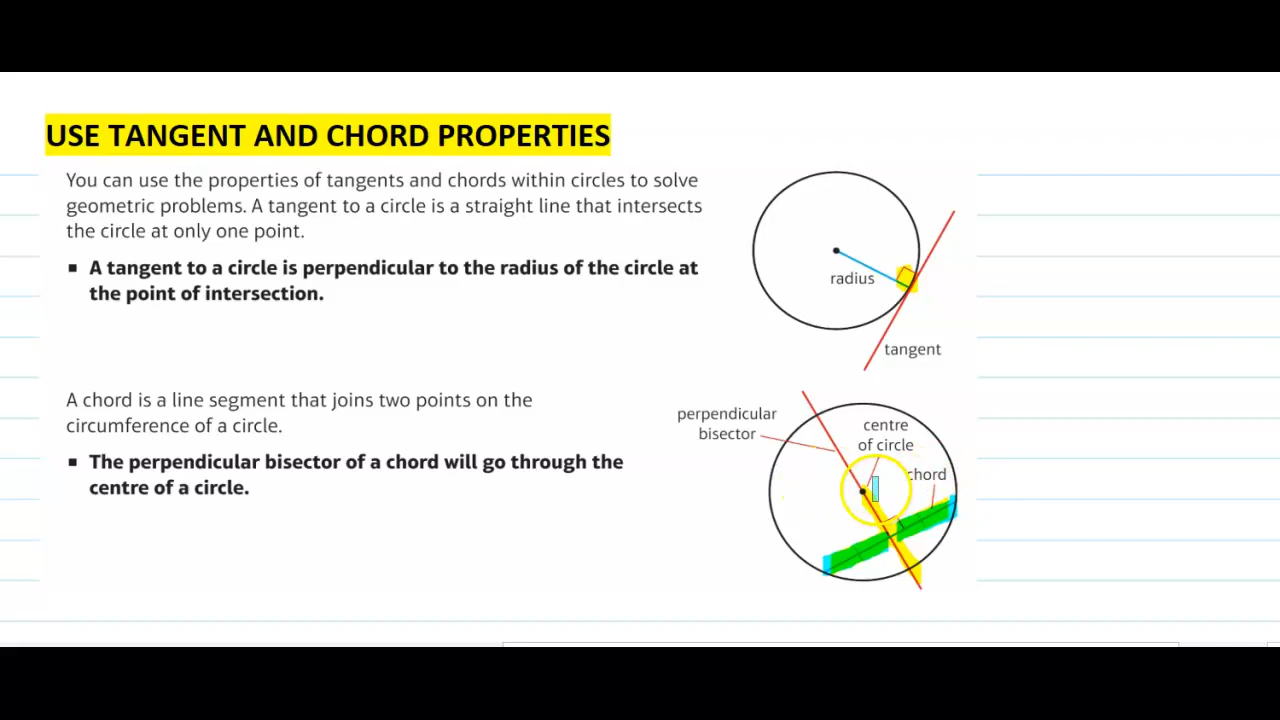 USE TANGENT AND CHORD PROPERTIES
You can use the properties of tangents and chords within circles to solve
geometric problems. A tangent to a circle is a straight line that intersects
the circle at only one point.
▪ A tangent to a circle is perpendicular to the radius of the circle at
the point of intersection.
radius
tangent
A chord is a line segment that joins two points on the
circumference of a circle.
▪ The perpendicular bisector of a chord will go through the
centre of a circle.
perpendicular
bisector
centre
of circle
chord